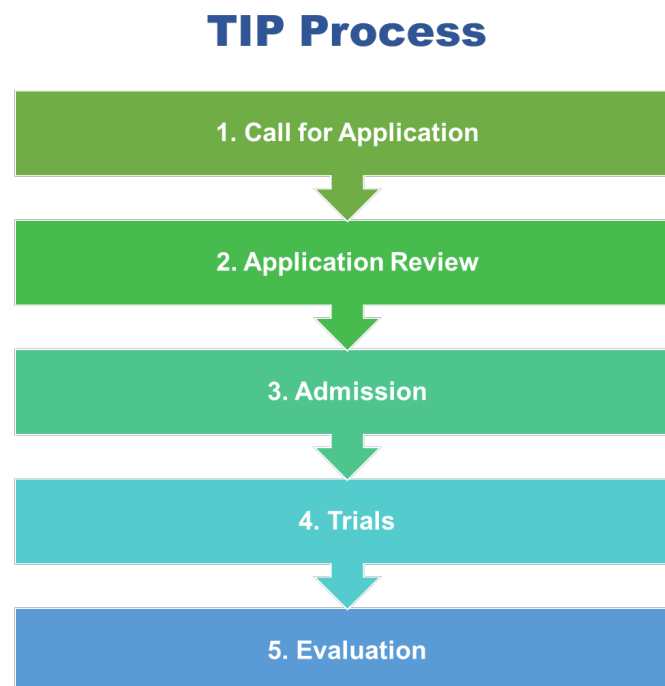 TIP Process
1. Call for Application
2. Application Review
3. Admission
4. Trials
5. Evaluation